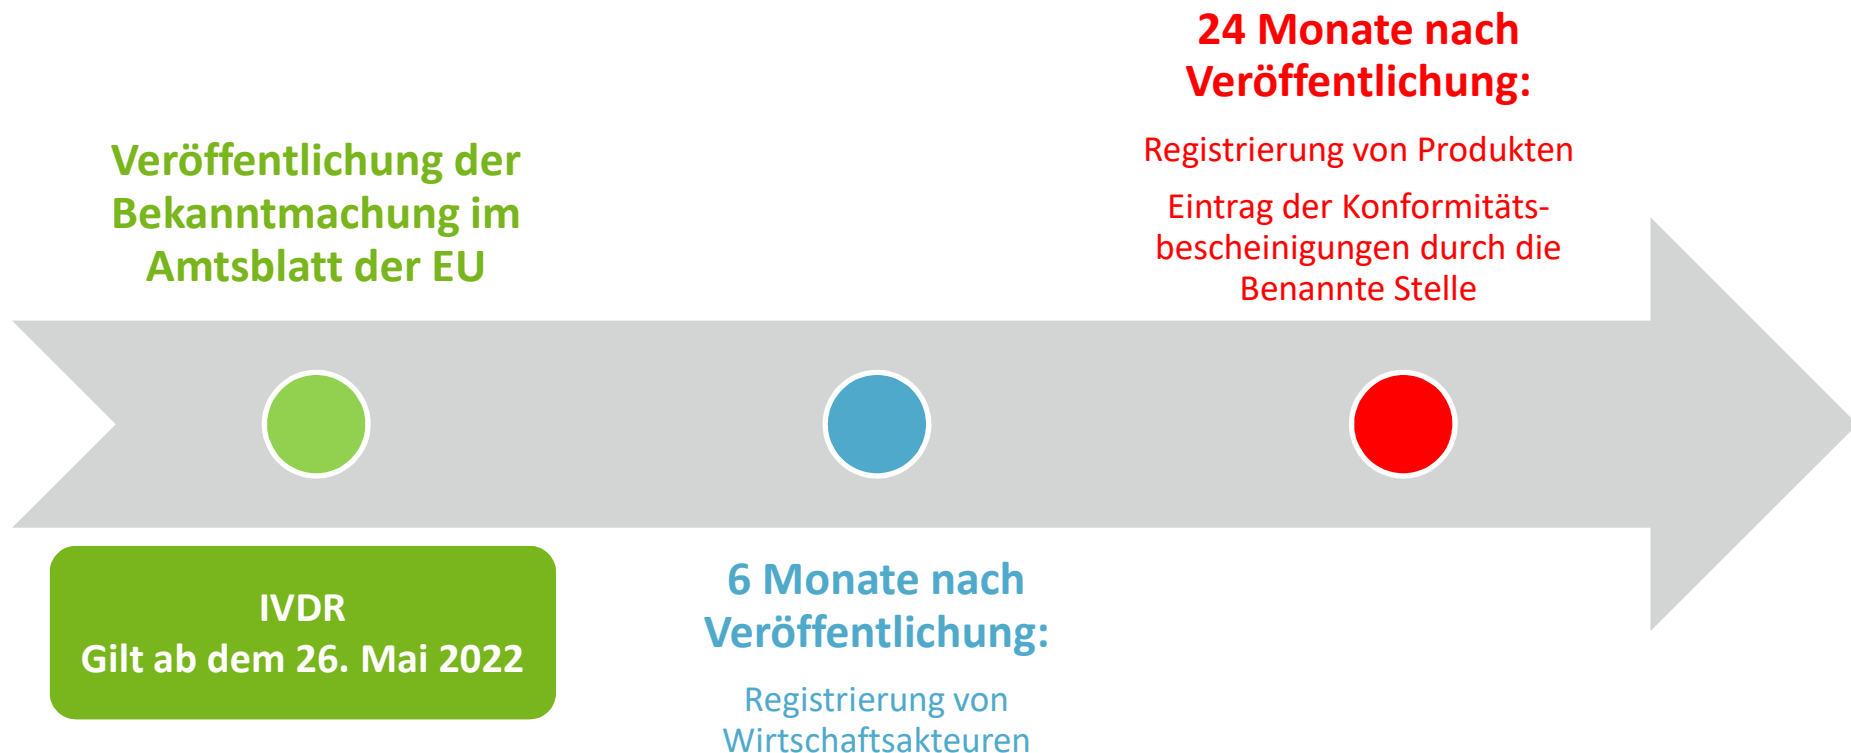 Veröffentlichung der
Bekanntmachung im
Amtsblatt der EU
IVDR
Gilt ab dem 26. Mai 2022
6 Monate nach
Veröffentlichung:
Registrierung von
Wirtschaftsakteuren
24 Monate nach
Veröffentlichung:
Registrierung von Produkten
Eintrag der Konformitäts-
bescheinigungen durch die
Benannte Stelle